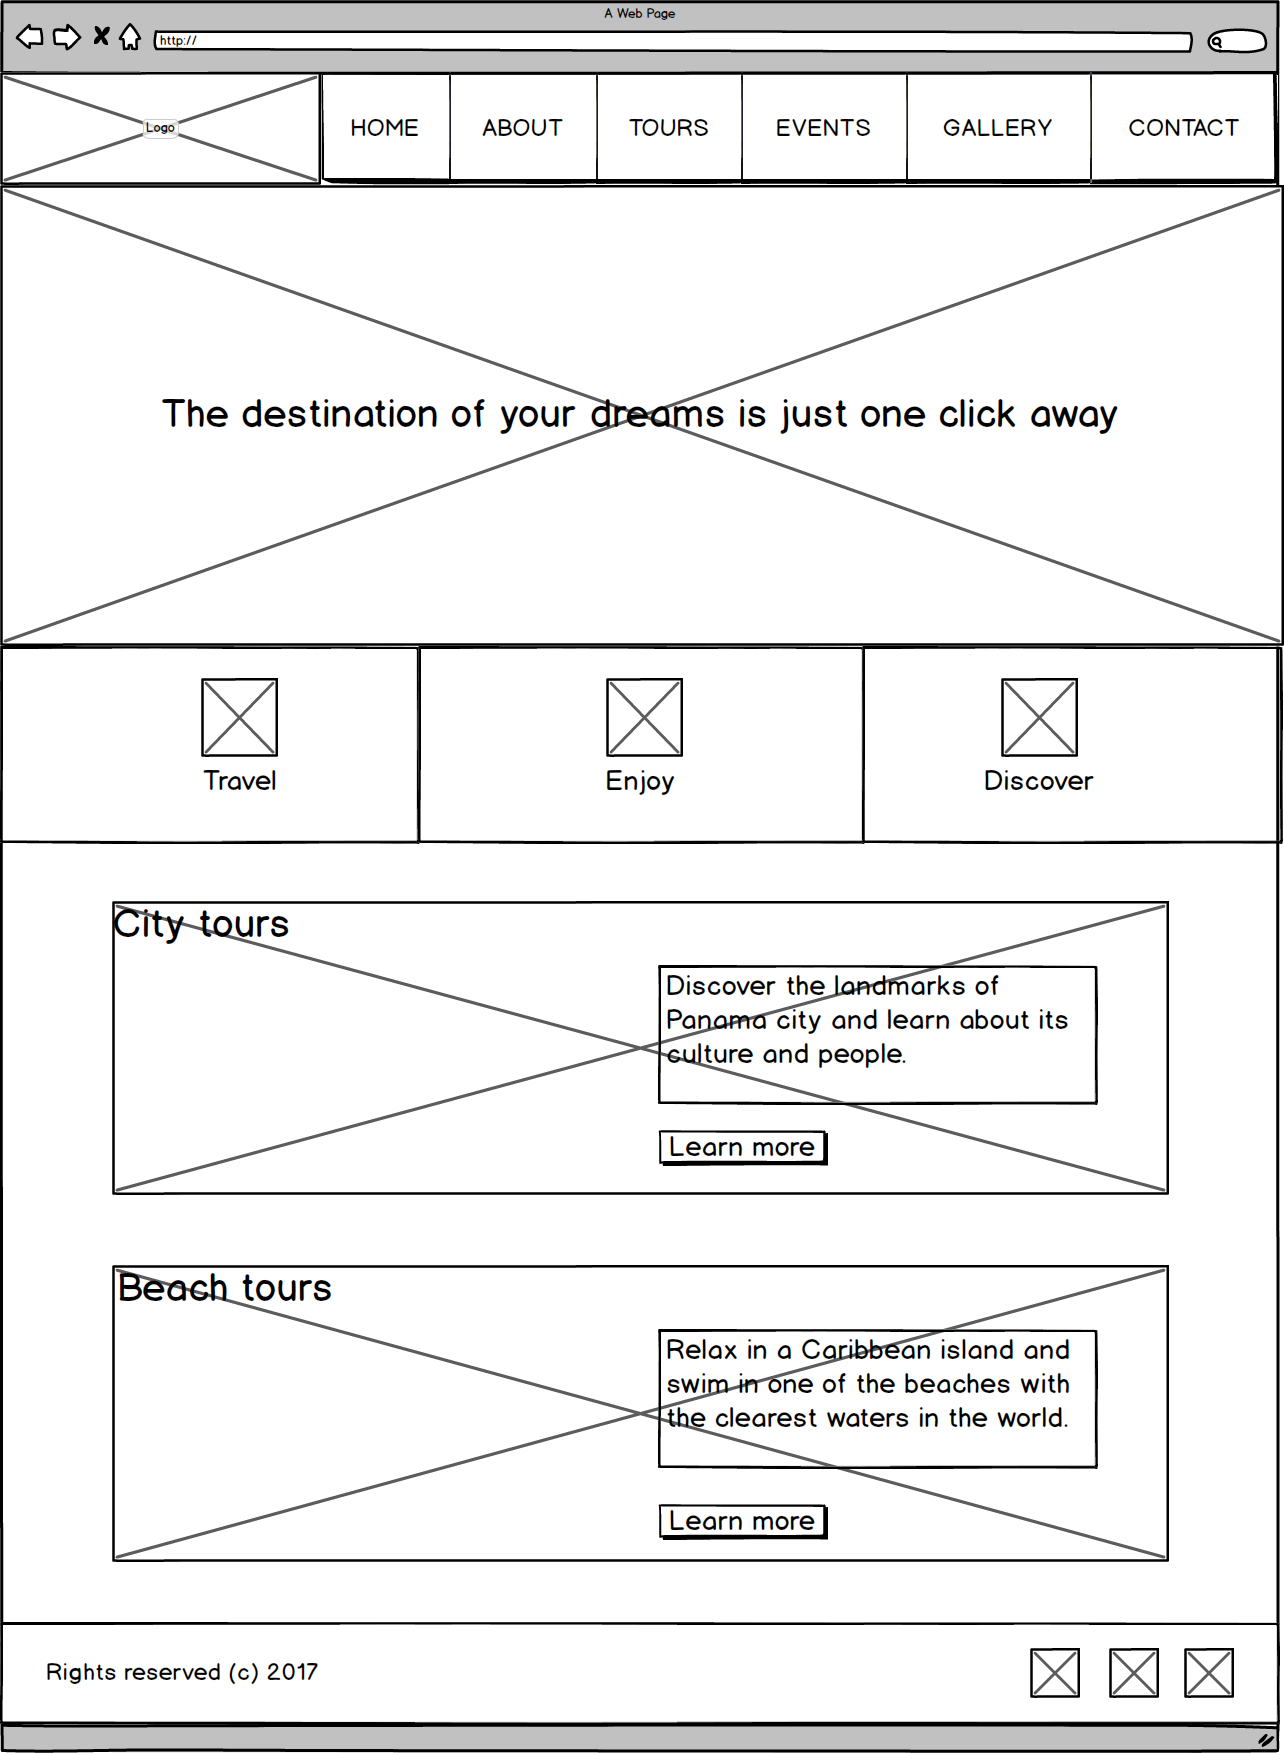 A Web Page
http://
Logo
HOME
ABOUT
TOURS
EVENTS
GALLERY
CONTACT
The destination of your dreams is just one click away
Travel
Enjoy
Discover
City tours
Discover the landmarks of
Panama city and learn about its
culture and people.
Learn more
Beach tours
Relax in a Caribbean island and
swim in one of the beaches with
the clearest waters in the world.
Learn more
Rights reserved (c) 2017